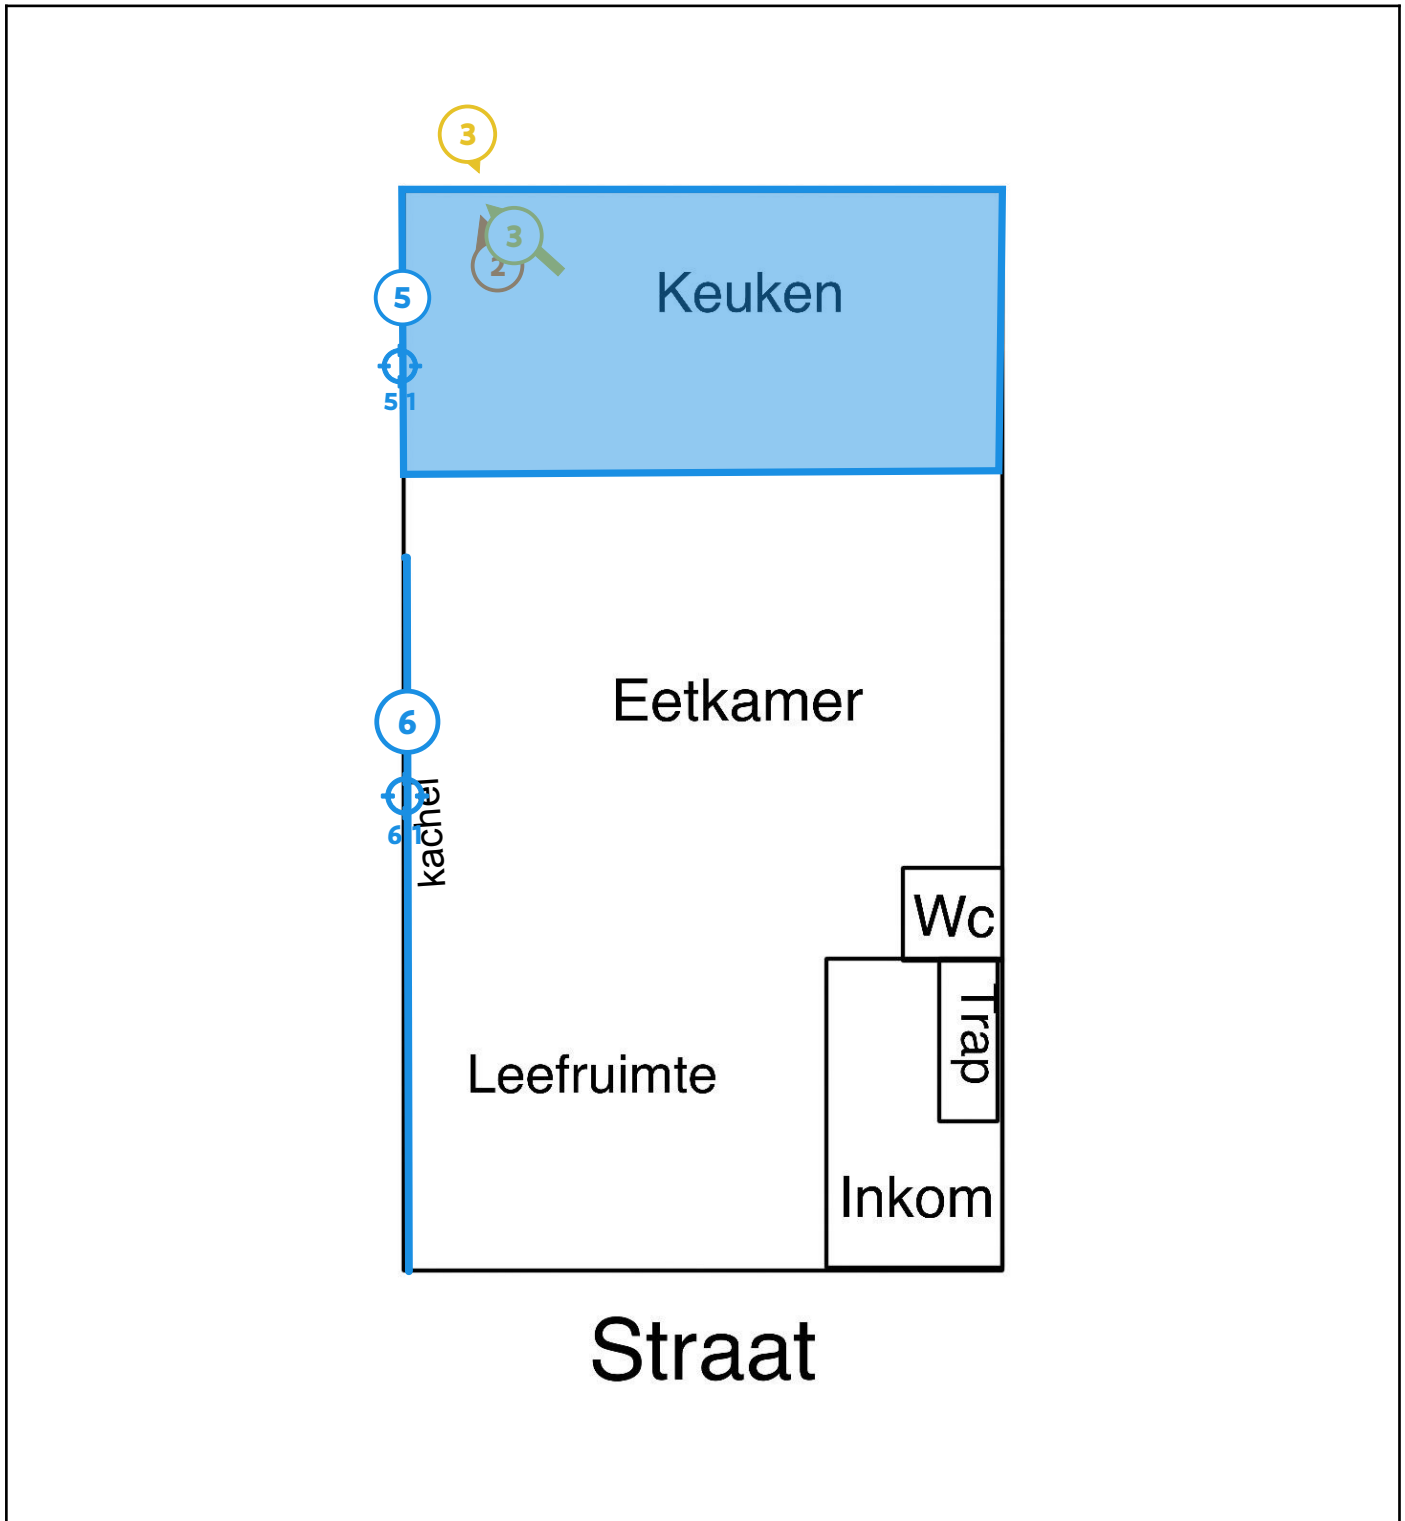 3
3
2
Keuken
5
5.1
Eetkamer
6
kachel
6.1
Wc
Trap
Leefruimte
Inkom
Straat